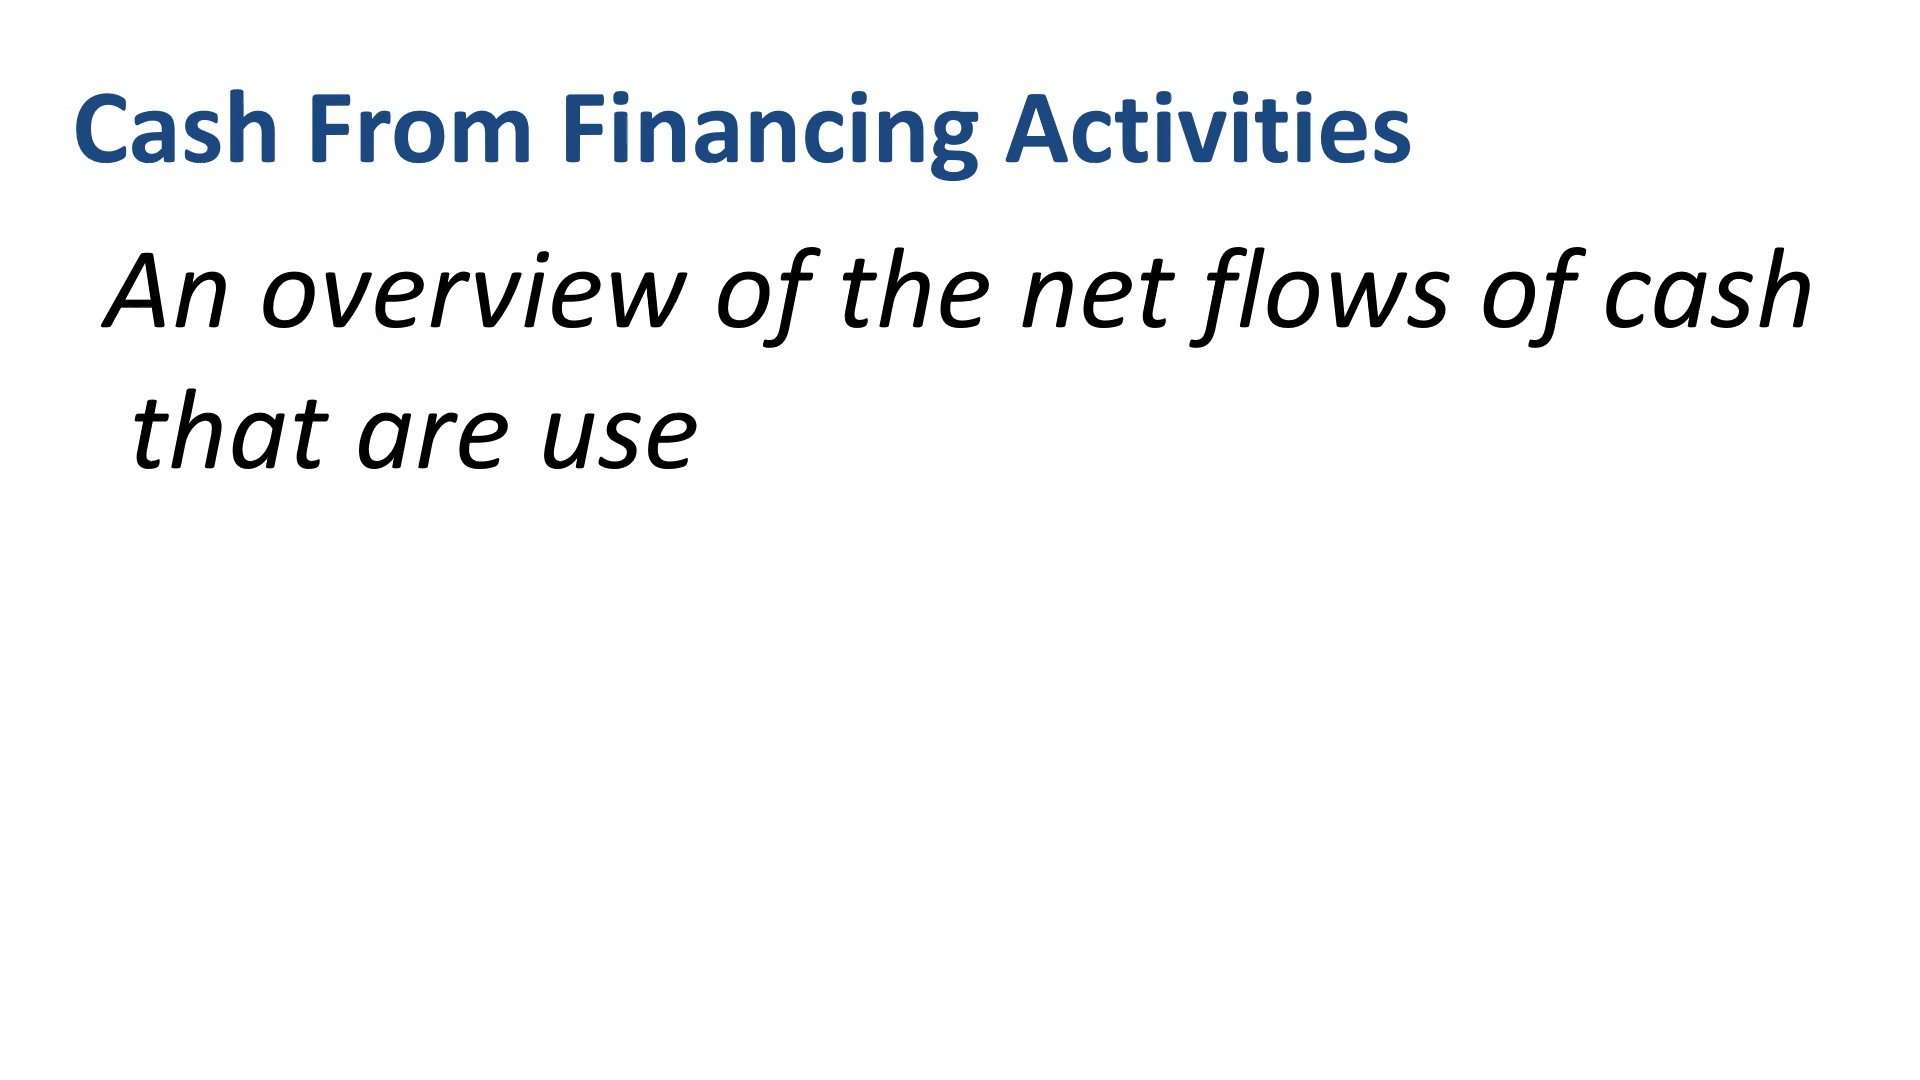 Cash From Financing Activities
An overview of the net flows of cash
that are use